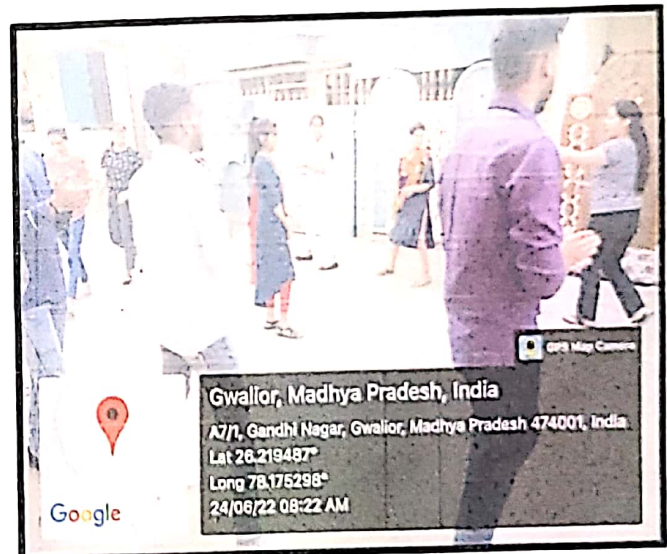 GPS Map Camera
Gwalior, Madhya Pradesh, India
A7/1, Gandhi Nagar, Gwalior, Madhya Pradesh 474001, India
Lat 26.219487°
Long 78.175298°
24/06/22 08:22 AM
Google